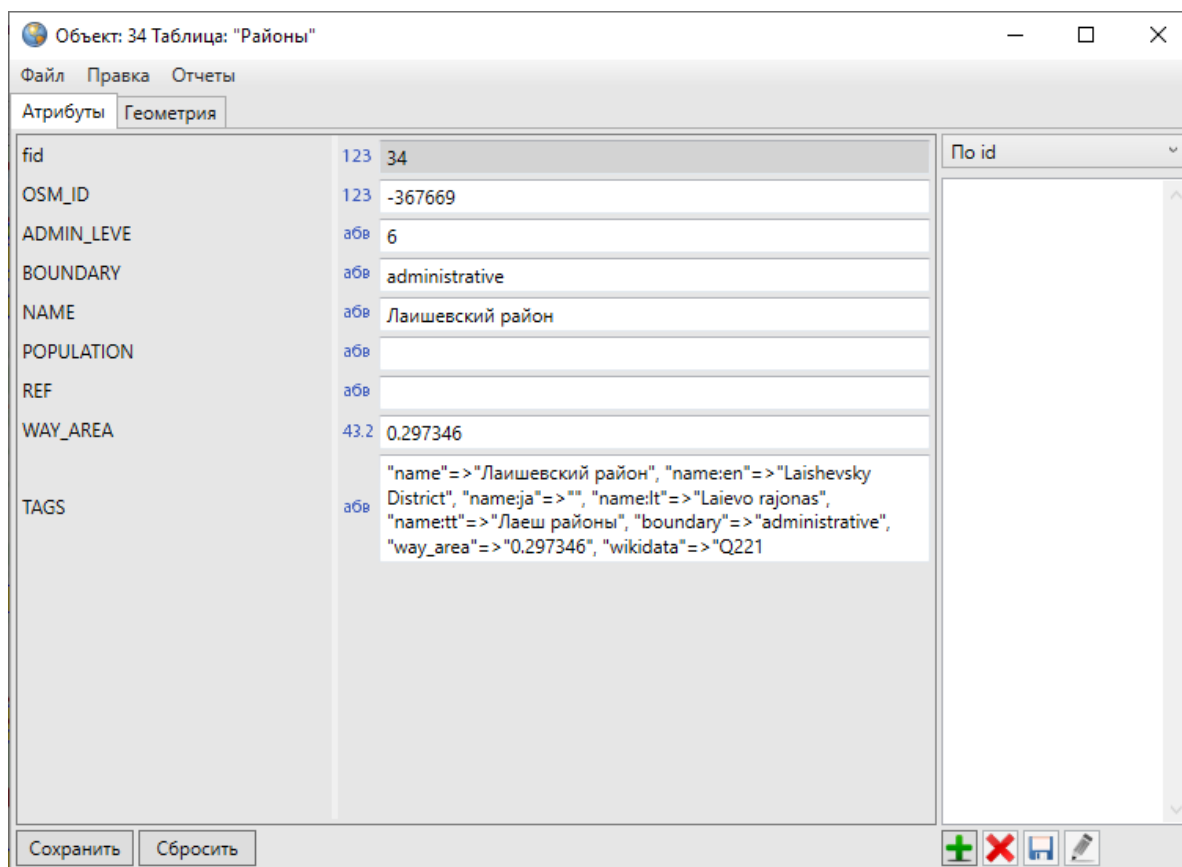 Объект: 34 Таблица: "Районы"
Файл Правка Отчеты
Атрибуты Геометрия
fid 123 34
По id
OSM_ID 123 -367669
ADMIN_LEVE абв 6
BOUNDARY абв administrative
NAME абв Лаишевский район
POPULATION абв
REF абв
WAY_AREA 43.2 0.297346
TAGS абв
"name"=>"Лаишевский район", "name:en"=>"Laishevsky
District", "name:ja"=>"", "name:lt"=>"Laievo rajonas",
"name:tt"=>"Лаеш районы", "boundary"=>"administrative",
"way_area"=>"0.297346", "wikidata"=>"Q221
Сохранить Сбросить